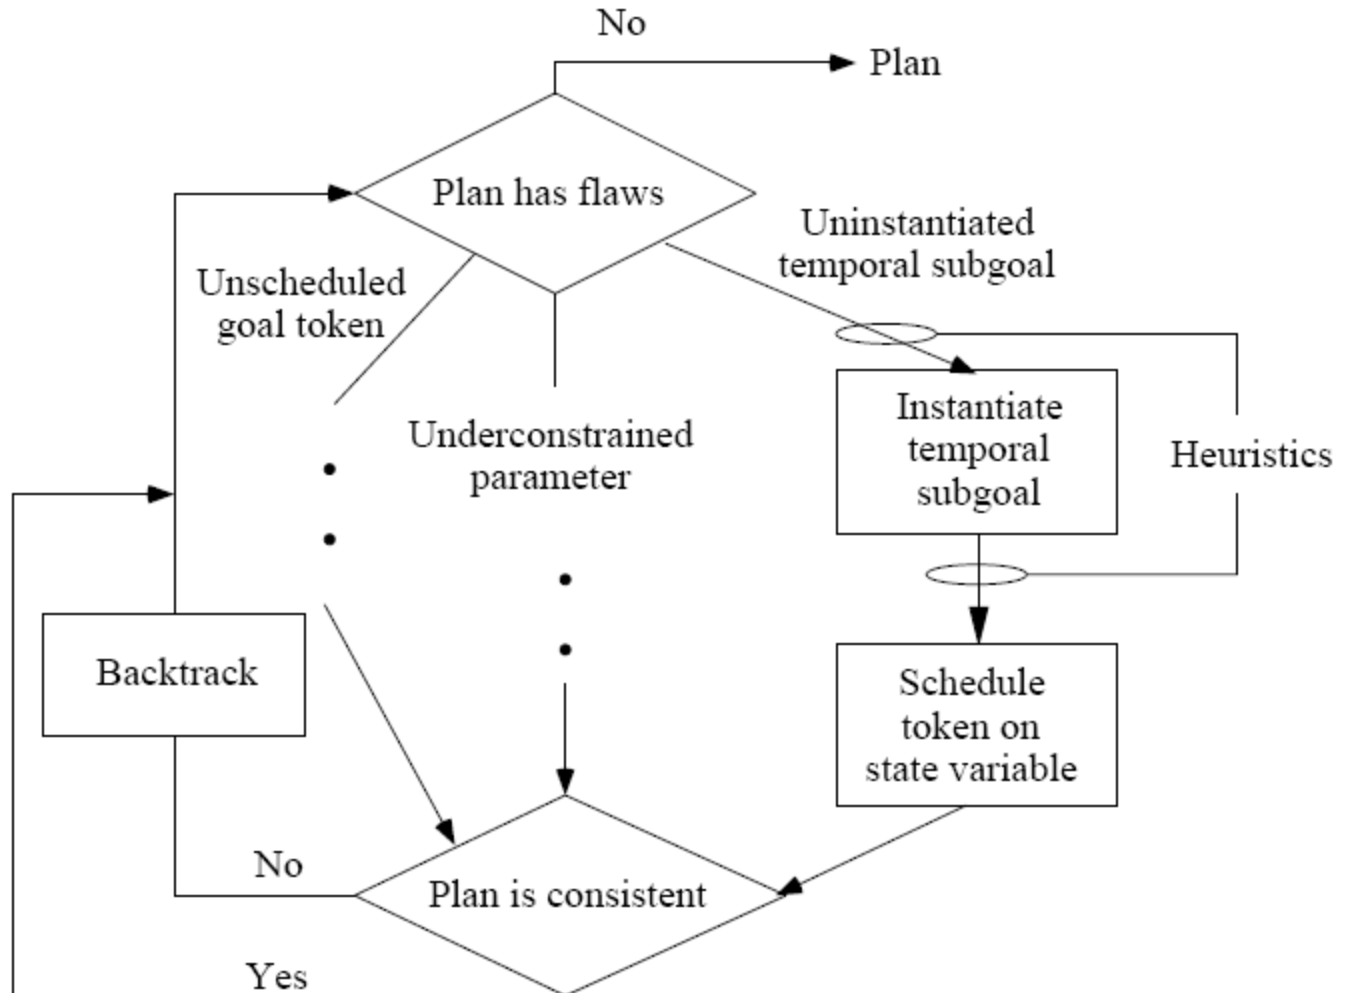 No
Plan
Plan has flaws
Uninstantiated
temporal subgoal
Unscheduled
goal token
Underconstrained
parameter
Instantiate
temporal
subgoal
Heuristics
Backtrack
Schedule
token on
state variable
No
Plan is consistent
Yes